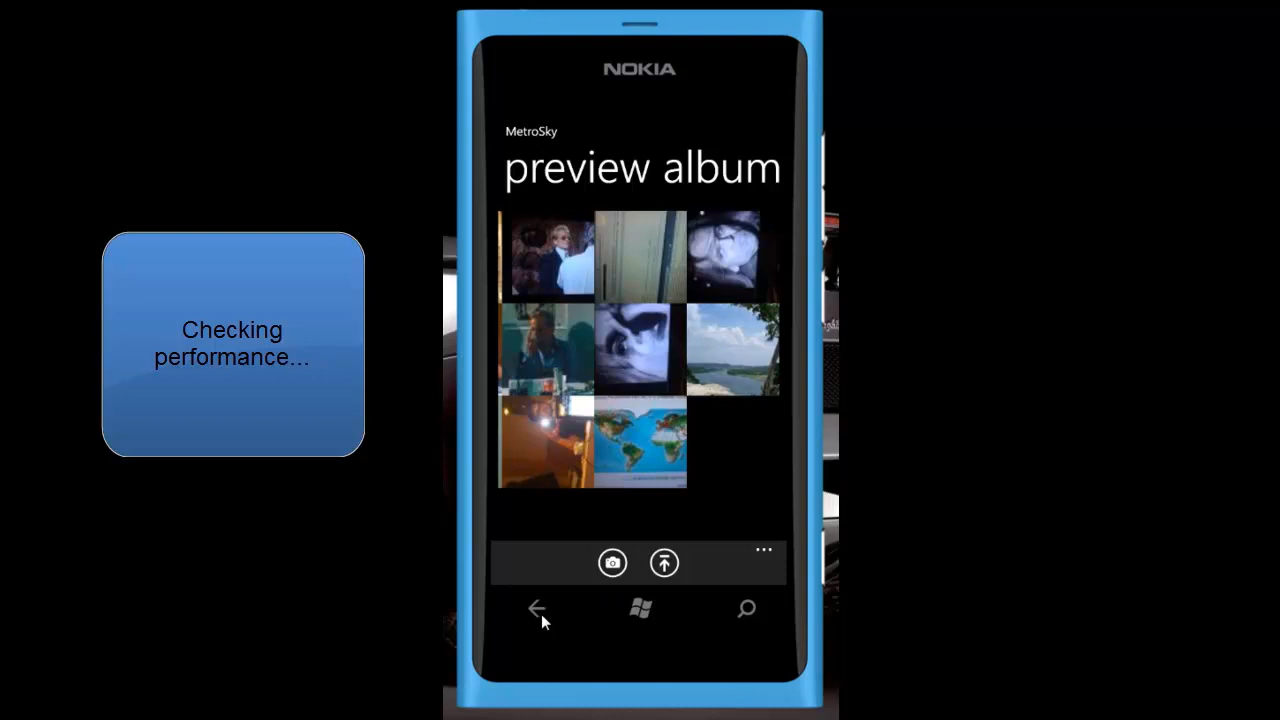 NOKIA
MetroSky
preview album
Checking
performance...